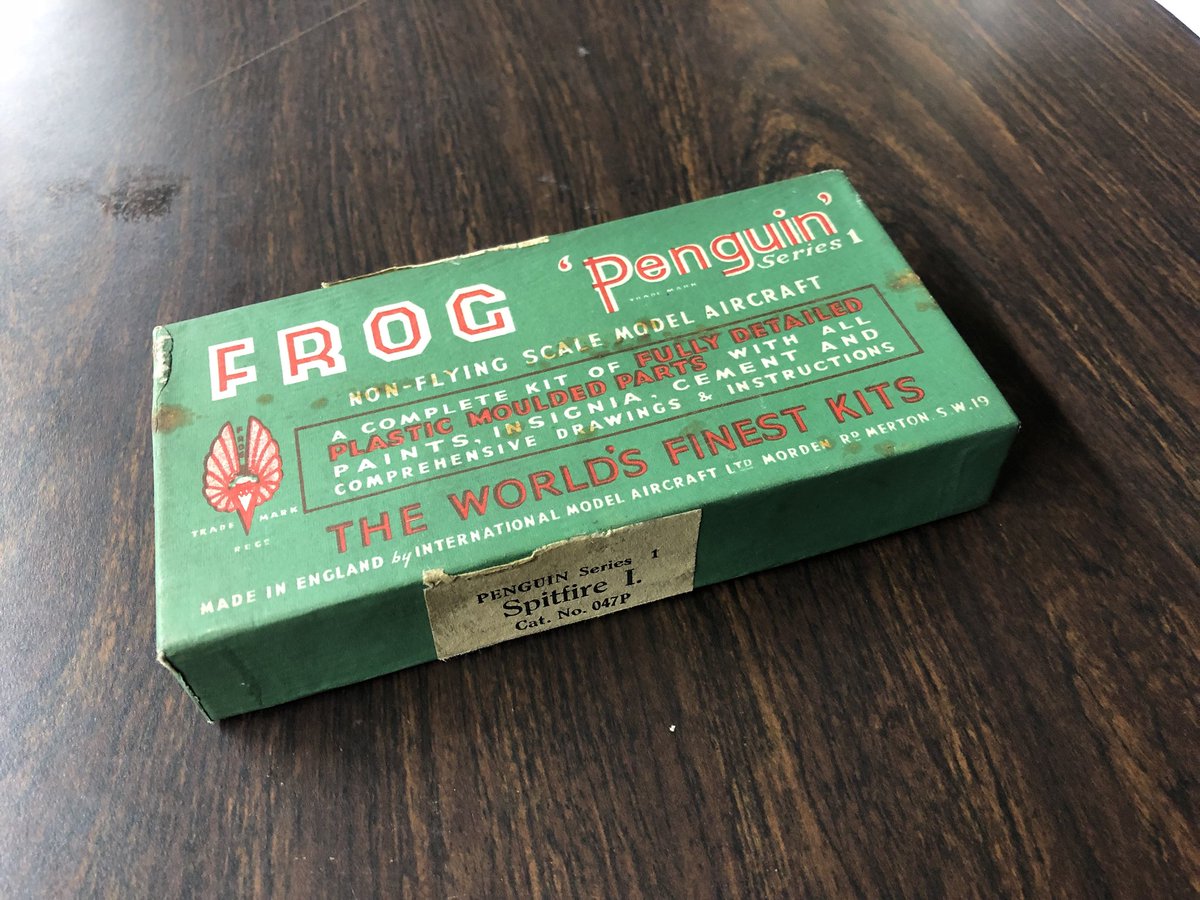 FROG 'Penguin'
Series 1
TRADE MARK
NON-FLYING SCALE MODEL AIRCRAFT
A COMPLETE KIT OF FULLY DETAILED
PLASTIC MOULDED PARTS WITH ALL
PAINTS, INSIGNIA, CEMENT AND
COMPREHENSIVE DRAWINGS & INSTRUCTIONS
FROG
TRADE MARK
REGD
THE WORLD'S FINEST KITS
MADE IN ENGLAND by INTERNATIONAL MODEL AIRCRAFT LTD MORDEN RD MERTON. S.W.19
PENGUIN Series 1
Spitfire I.
Cat. No. 047P